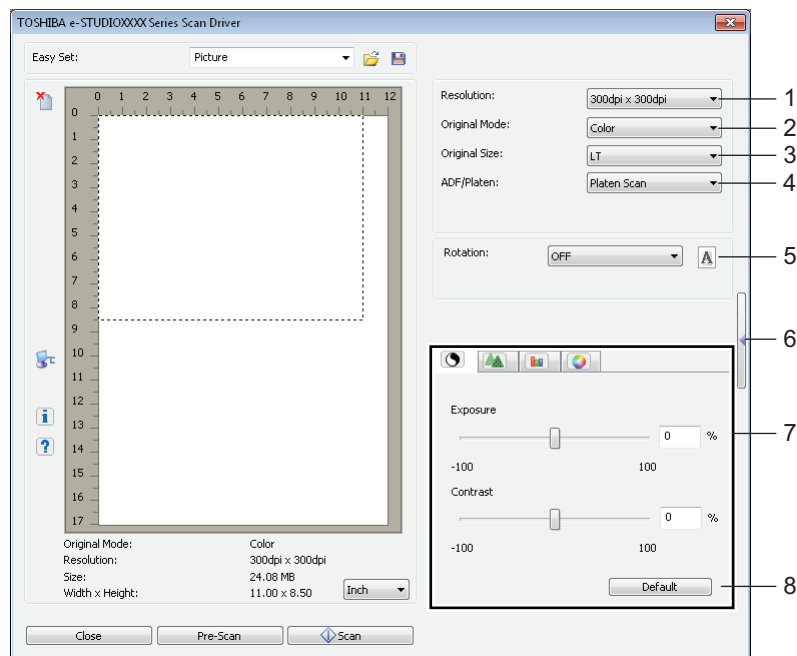 TOSHIBA e-STUDIOXXXX Series Scan Driver
Easy Set: Picture
0 1 2 3 4 5 6 7 8 9 10 11 12
0
1
2
3
4
5
6
7
8
9
10
11
12
13
14
15
16
17
Original Mode: Color
Resolution: 300dpi x 300dpi
Size: 24.08 MB
Width x Height: 11.00 x 8.50 Inch
Close Pre-Scan Scan
Resolution: 300dpi x 300dpi 1
Original Mode: Color 2
Original Size: LT 3
ADF/Platen: Platen Scan 4
Rotation: OFF A 5
6
Exposure
0 % 7
-100 100
Contrast
0 %
-100 100
Default 8